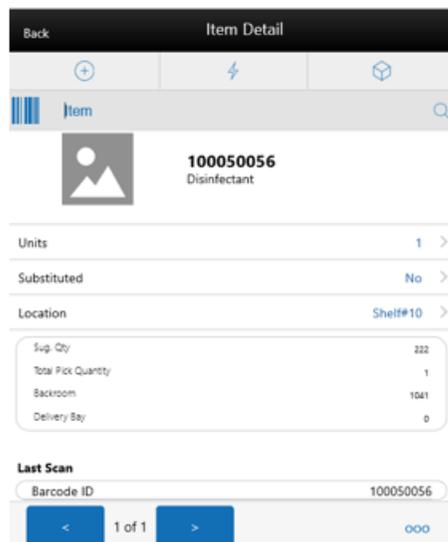 Back Item Detail
Item
100050056
Disinfectant
Units 1
Substituted No
Location Shelf#10
Sug. Qty 222
Total Pick Quantity 1
Backroom 1041
Delivery Bay 0
Last Scan
Barcode ID 100050056
< 1 of 1 >